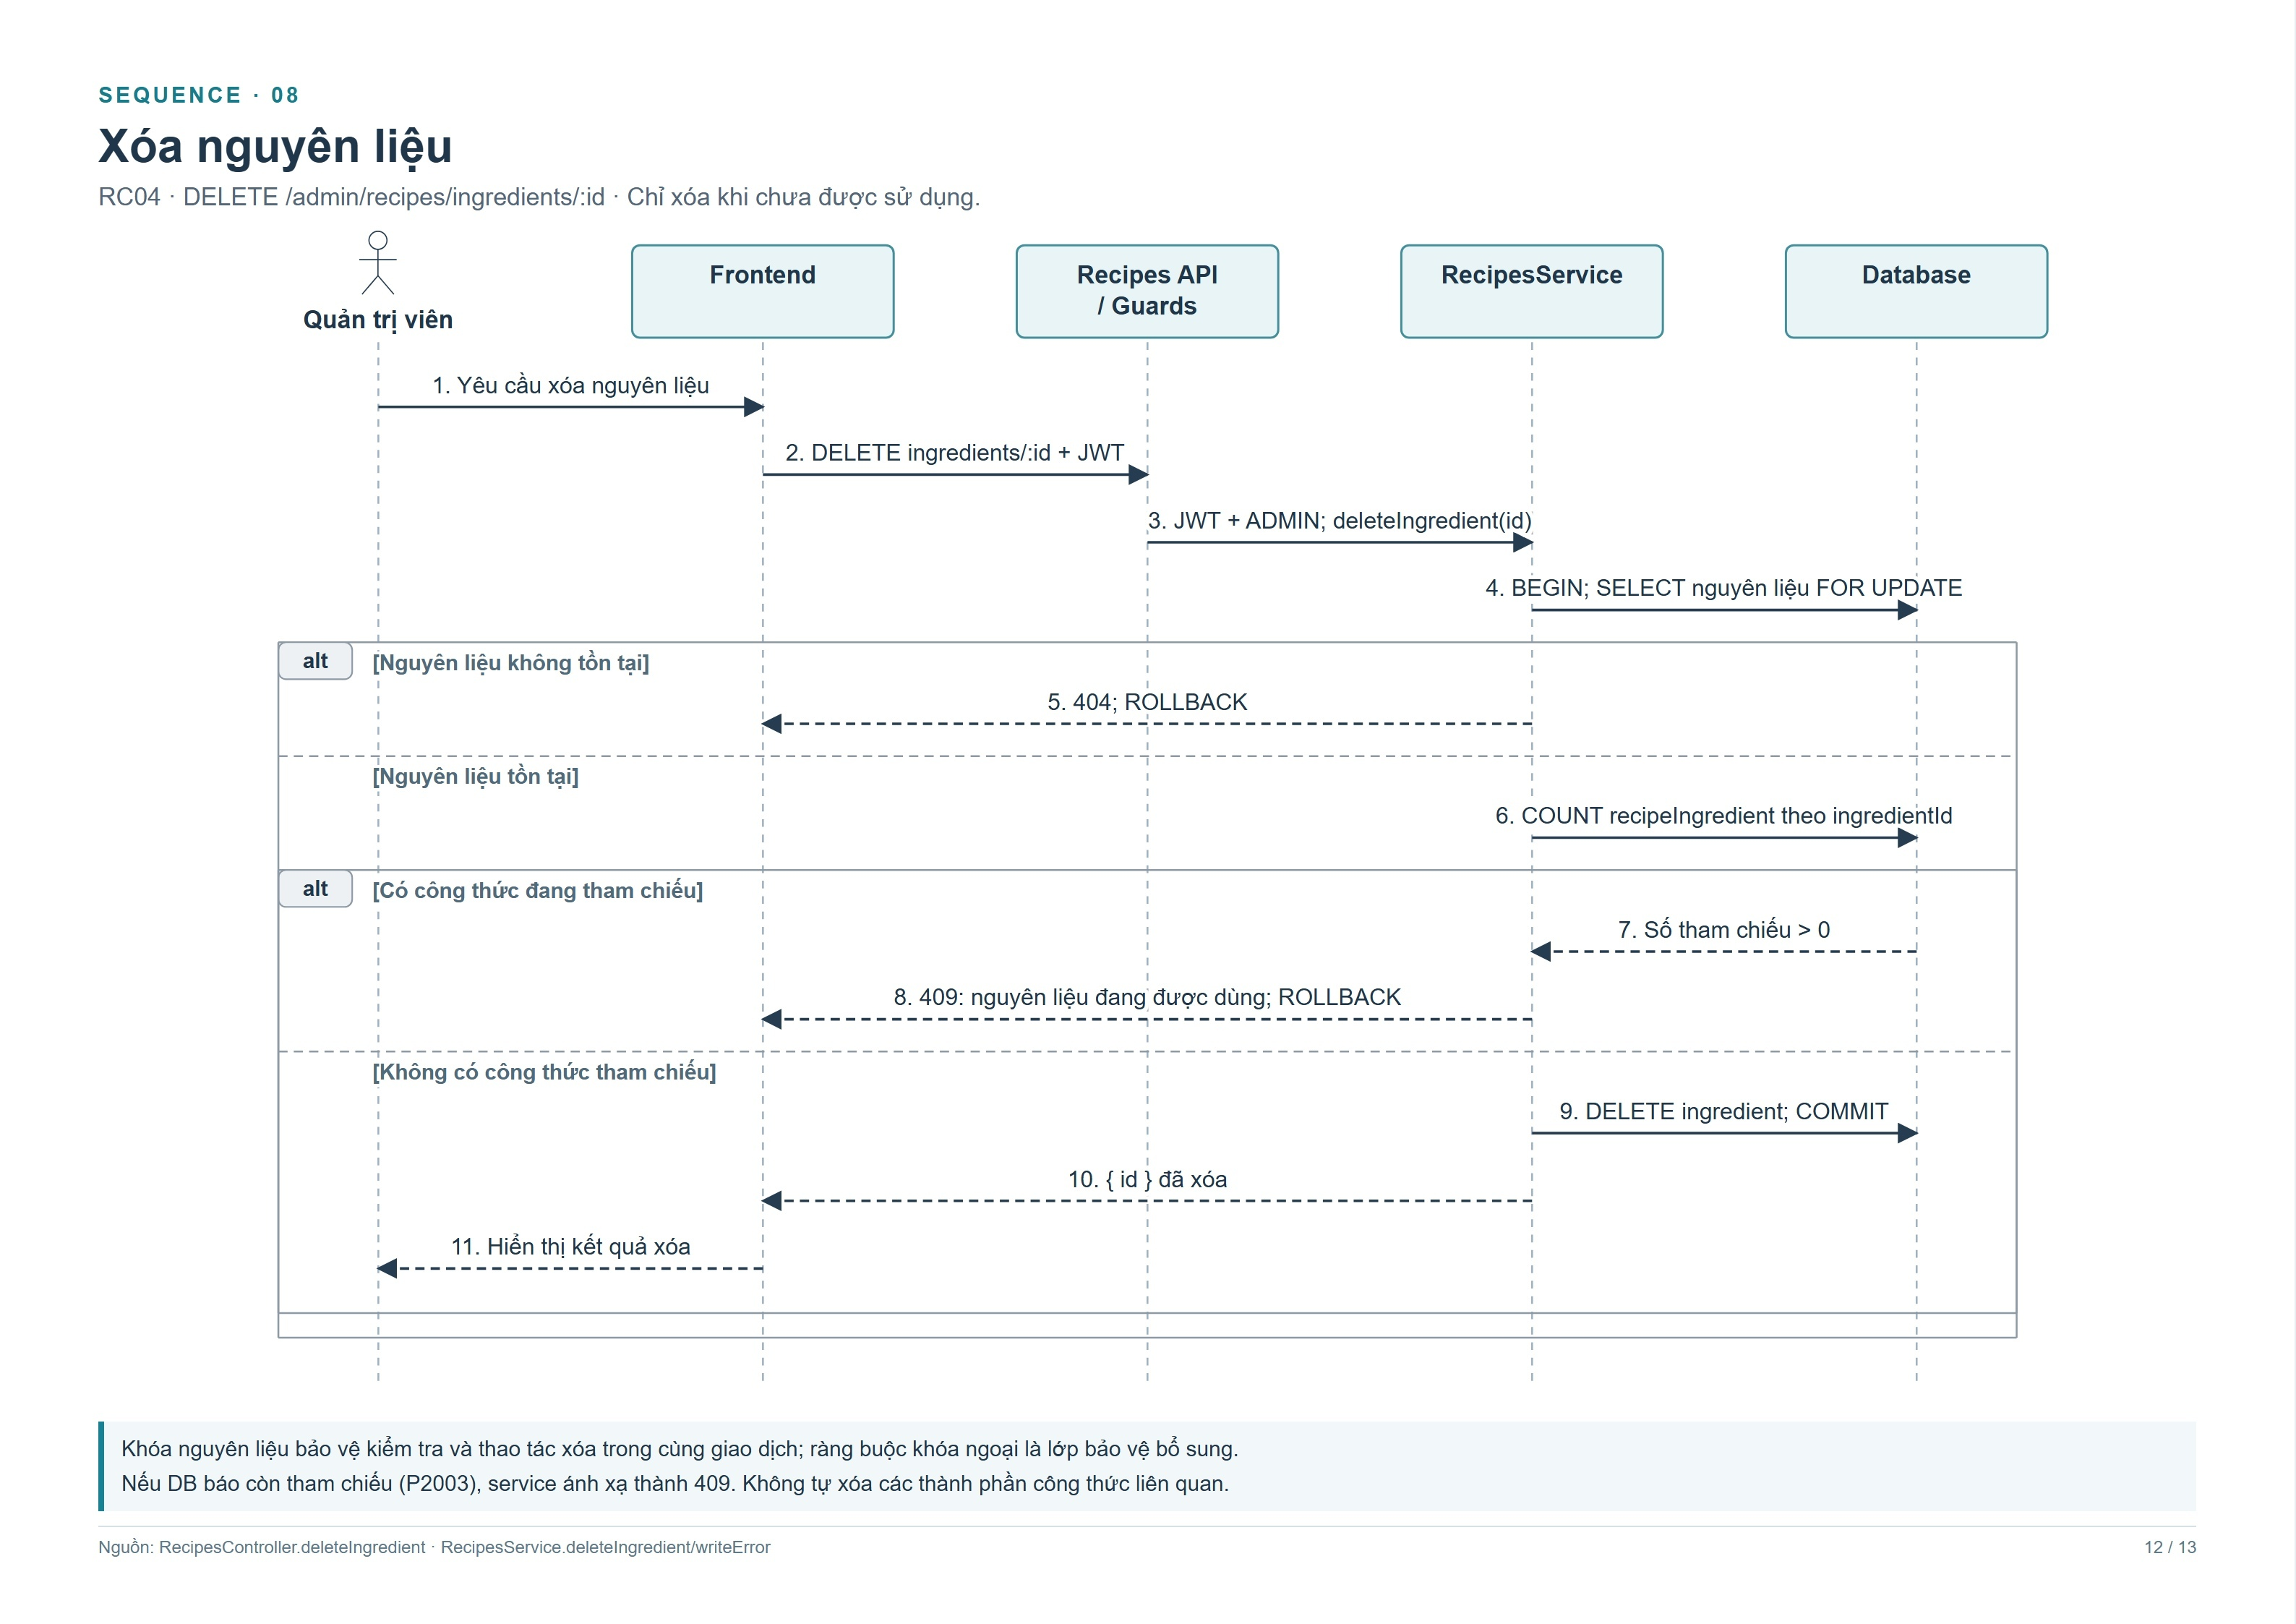 SEQUENCE · 08
Xóa nguyên liệu
RC04 · DELETE /admin/recipes/ingredients/:id · Chỉ xóa khi chưa được sử dụng.
Quản trị viên
Frontend
Recipes API
/ Guards
RecipesService
Database
1. Yêu cầu xóa nguyên liệu
2. DELETE ingredients/:id + JWT
3. JWT + ADMIN; deleteIngredient(id)
4. BEGIN; SELECT nguyên liệu FOR UPDATE
alt [Nguyên liệu không tồn tại]
5. 404; ROLLBACK
[Nguyên liệu tồn tại]
6. COUNT recipeIngredient theo ingredientId
alt [Có công thức đang tham chiếu]
7. Số tham chiếu > 0
8. 409: nguyên liệu đang được dùng; ROLLBACK
[Không có công thức tham chiếu]
9. DELETE ingredient; COMMIT
10. { id } đã xóa
11. Hiển thị kết quả xóa
Khóa nguyên liệu bảo vệ kiểm tra và thao tác xóa trong cùng giao dịch; ràng buộc khóa ngoại là lớp bảo vệ bổ sung.
Nếu DB báo còn tham chiếu (P2003), service ánh xạ thành 409. Không tự xóa các thành phần công thức liên quan.
Nguồn: RecipesController.deleteIngredient · RecipesService.deleteIngredient/writeError
12 / 13